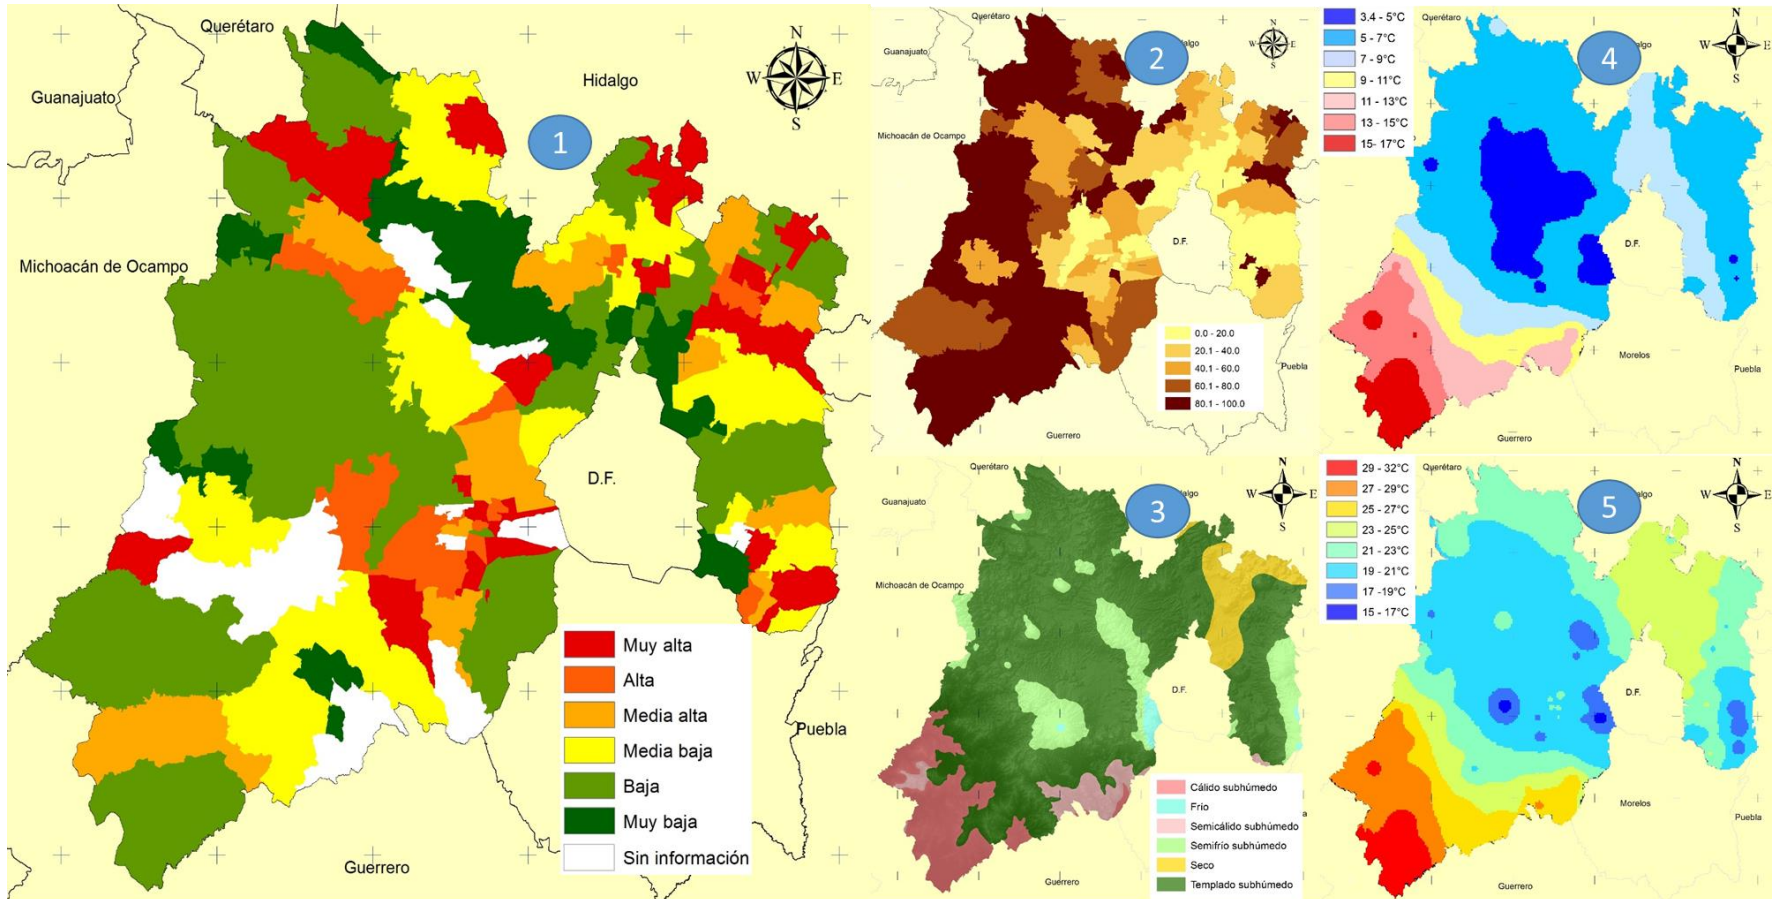 Querétaro
Hidalgo
Guanajuato
Michoacán de Ocampo
N
W
E
S
1
D.F.
Puebla
Guerrero
Muy alta
Alta
Media alta
Media baja
Baja
Muy baja
Sin información
Querétaro
Guanajuato
2
dalgo
N
W
E
S
Michoacán de Ocampo
D.F.
Puebla
Guerrero
0.0 - 20.0
20.1 - 40.0
40.1 - 60.0
60.1 - 80.0
80.1 - 100.0
Querétaro
Guanajuato
3
dalgo
N
W
E
S
Michoacán de Ocampo
D.F.
Guerrero
Cálido subhúmedo
Frio
Semicálido subhúmedo
Semifrío subhúmedo
Seco
Templado subhúmedo
3.4 - 5°C
5 - 7°C
7 - 9°C
9 - 11°C
11 - 13°C
13 - 15°C
15- 17°C
Querétaro
4
dalgo
N
W
E
S
D.F.
Morelos
Puebla
Guerrero
29 - 32°C
27 - 29°C
25 - 27°C
23 - 25°C
21 - 23°C
19 - 21°C
17 -19°C
15 - 17°C
Querétaro
5
dalgo
N
W
E
S
D.F.
Morelos
Puebla
Guerrero